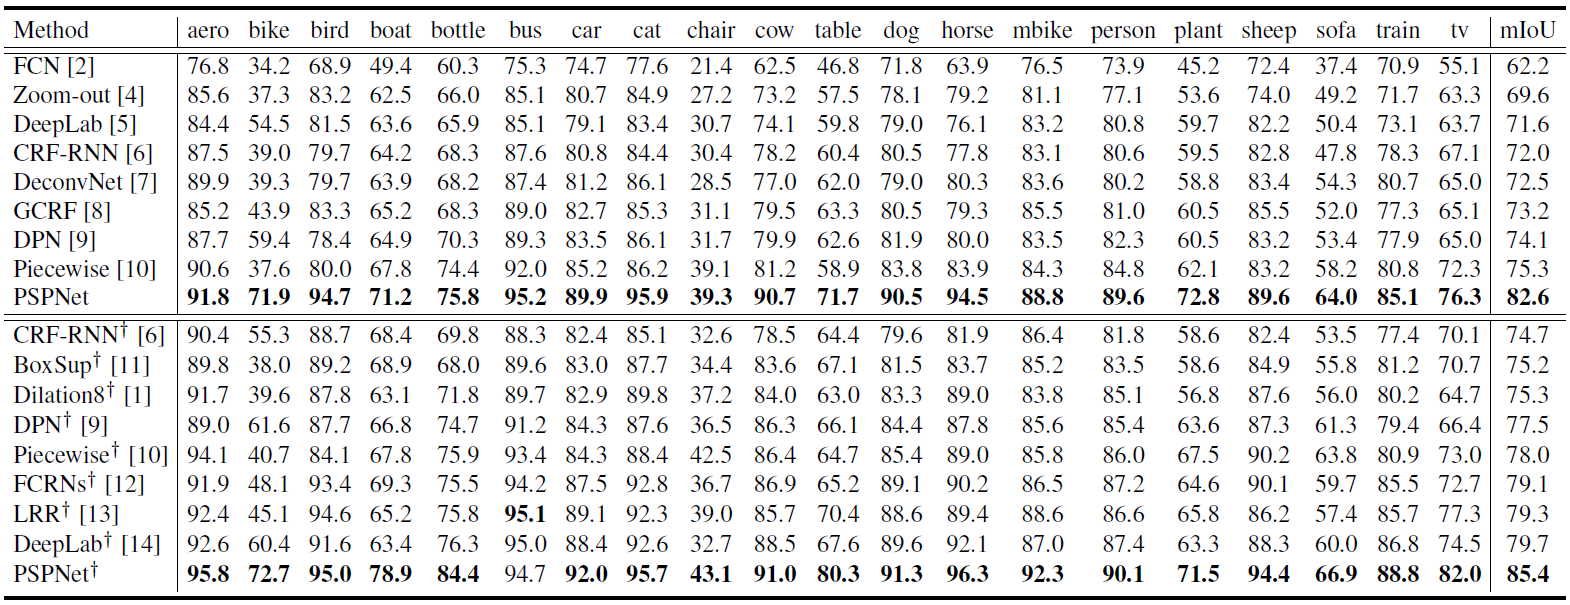 Method aero bike bird boat bottle bus car cat chair cow table dog horse mbike person plant sheep sofa train tv mIoU
FCN [2] 76.8 34.2 68.9 49.4 60.3 75.3 74.7 77.6 21.4 62.5 46.8 71.8 63.9 76.5 73.9 45.2 72.4 37.4 70.9 55.1 62.2
Zoom-out [4] 85.6 37.3 83.2 62.5 66.0 85.1 80.7 84.9 27.2 73.2 57.5 78.1 79.2 81.1 77.1 53.6 74.0 49.2 71.7 63.3 69.6
DeepLab [5] 84.4 54.5 81.5 63.6 65.9 85.1 79.1 83.4 30.7 74.1 59.8 79.0 76.1 83.2 80.8 59.7 82.2 50.4 73.1 63.7 71.6
CRF-RNN [6] 87.5 39.0 79.7 64.2 68.3 87.6 80.8 84.4 30.4 78.2 60.4 80.5 77.8 83.1 80.6 59.5 82.8 47.8 78.3 67.1 72.0
DeconvNet [7] 89.9 39.3 79.7 63.9 68.2 87.4 81.2 86.1 28.5 77.0 62.0 79.0 80.3 83.6 80.2 58.8 83.4 54.3 80.7 65.0 72.5
GCRF [8] 85.2 43.9 83.3 65.2 68.3 89.0 82.7 85.3 31.1 79.5 63.3 80.5 79.3 85.5 81.0 60.5 85.5 52.0 77.3 65.1 73.2
DPN [9] 87.7 59.4 78.4 64.9 70.3 89.3 83.5 86.1 31.7 79.9 62.6 81.9 80.0 83.5 82.3 60.5 83.2 53.4 77.9 65.0 74.1
Piecewise [10] 90.6 37.6 80.0 67.8 74.4 92.0 85.2 86.2 39.1 81.2 58.9 83.8 83.9 84.3 84.8 62.1 83.2 58.2 80.8 72.3 75.3
PSPNet 91.8 71.9 94.7 71.2 75.8 95.2 89.9 95.9 39.3 90.7 71.7 90.5 94.5 88.8 89.6 72.8 89.6 64.0 85.1 76.3 82.6
CRF-RNN† [6] 90.4 55.3 88.7 68.4 69.8 88.3 82.4 85.1 32.6 78.5 64.4 79.6 81.9 86.4 81.8 58.6 82.4 53.5 77.4 70.1 74.7
BoxSup† [11] 89.8 38.0 89.2 68.9 68.0 89.6 83.0 87.7 34.4 83.6 67.1 81.5 83.7 85.2 83.5 58.6 84.9 55.8 81.2 70.7 75.2
Dilation8† [1] 91.7 39.6 87.8 63.1 71.8 89.7 82.9 89.8 37.2 84.0 63.0 83.3 89.0 83.8 85.1 56.8 87.6 56.0 80.2 64.7 75.3
DPN† [9] 89.0 61.6 87.7 66.8 74.7 91.2 84.3 87.6 36.5 86.3 66.1 84.4 87.8 85.6 85.4 63.6 87.3 61.3 79.4 66.4 77.5
Piecewise† [10] 94.1 40.7 84.1 67.8 75.9 93.4 84.3 88.4 42.5 86.4 64.7 85.4 89.0 85.8 86.0 67.5 90.2 63.8 80.9 73.0 78.0
FCRNs† [12] 91.9 48.1 93.4 69.3 75.5 94.2 87.5 92.8 36.7 86.9 65.2 89.1 90.2 86.5 87.2 64.6 90.1 59.7 85.5 72.7 79.1
LRR† [13] 92.4 45.1 94.6 65.2 75.8 95.1 89.1 92.3 39.0 85.7 70.4 88.6 89.4 88.6 86.6 65.8 86.2 57.4 85.7 77.3 79.3
DeepLab† [14] 92.6 60.4 91.6 63.4 76.3 95.0 88.4 92.6 32.7 88.5 67.6 89.6 92.1 87.0 87.4 63.3 88.3 60.0 86.8 74.5 79.7
PSPNet† 95.8 72.7 95.0 78.9 84.4 94.7 92.0 95.7 43.1 91.0 80.3 91.3 96.3 92.3 90.1 71.5 94.4 66.9 88.8 82.0 85.4